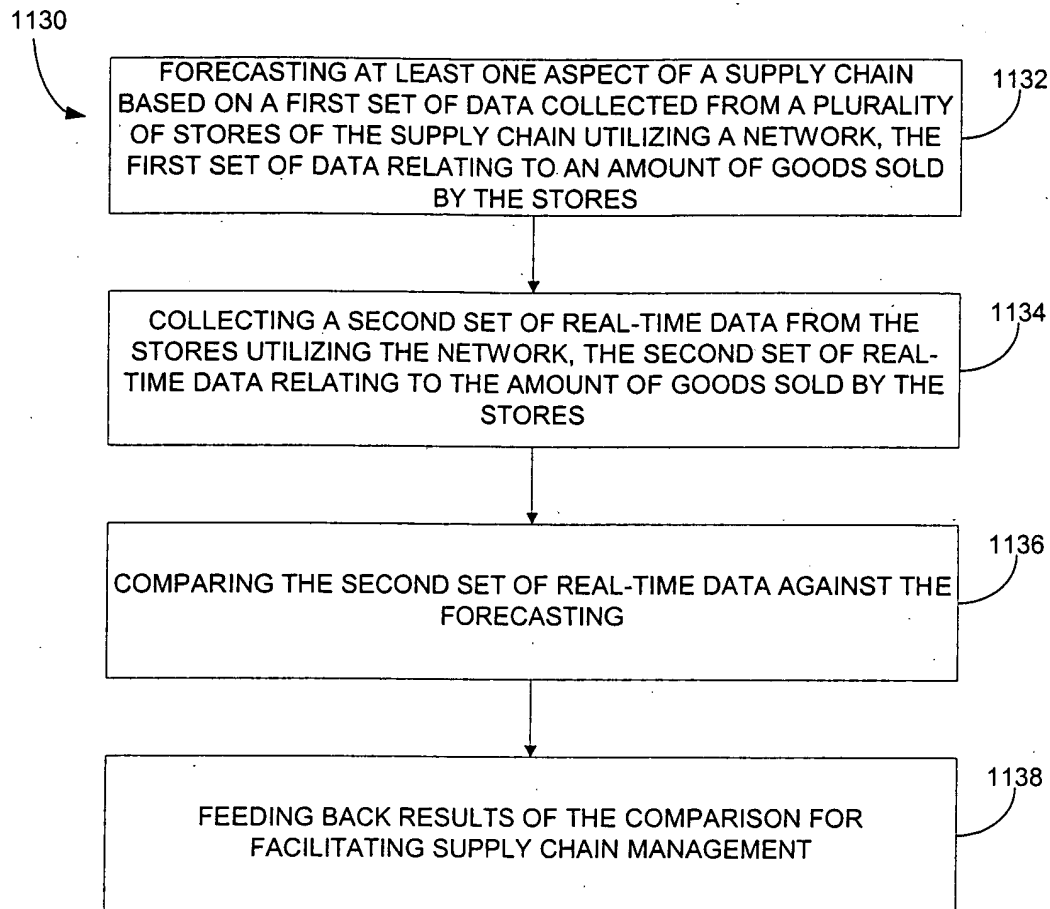 1130
FORECASTING AT LEAST ONE ASPECT OF A SUPPLY CHAIN
BASED ON A FIRST SET OF DATA COLLECTED FROM A PLURALITY
OF STORES OF THE SUPPLY CHAIN UTILIZING A NETWORK, THE
FIRST SET OF DATA RELATING TO AN AMOUNT OF GOODS SOLD
BY THE STORES
1132
COLLECTING A SECOND SET OF REAL-TIME DATA FROM THE
STORES UTILIZING THE NETWORK, THE SECOND SET OF REAL-
TIME DATA RELATING TO THE AMOUNT OF GOODS SOLD BY THE
STORES
1134
COMPARING THE SECOND SET OF REAL-TIME DATA AGAINST THE
FORECASTING
1136
FEEDING BACK RESULTS OF THE COMPARISON FOR
FACILITATING SUPPLY CHAIN MANAGEMENT
1138